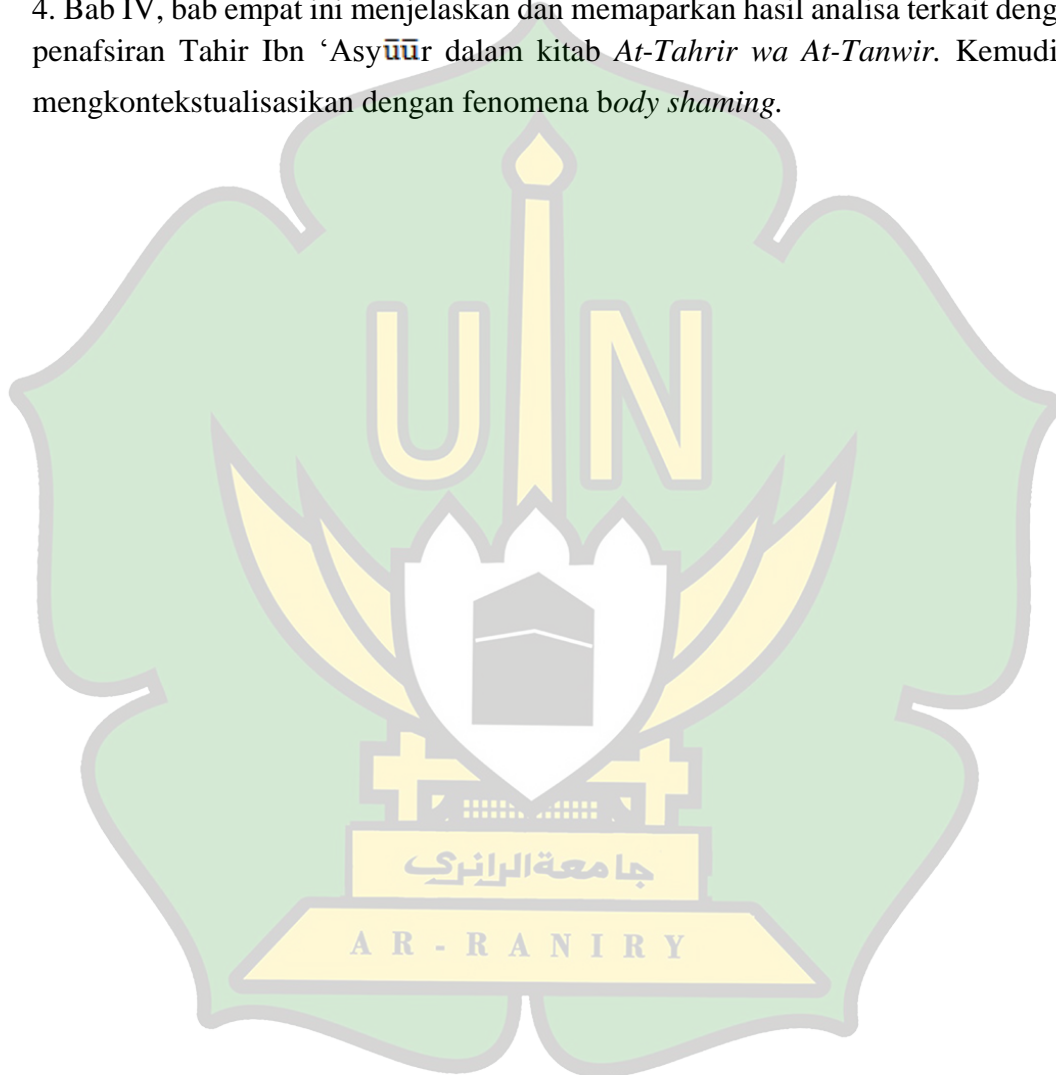 4. Bab IV, bab empat ini menjelaskan dan memaparkan hasil analisa terkait deng
penafsiran Tahir Ibn ‘Asyūūr dalam kitab At-Tahrir wa At-Tanwir. Kemudi
mengkontekstualisasikan dengan fenomena body shaming.
U I N
جامعة الرانري
AR-RANIRY